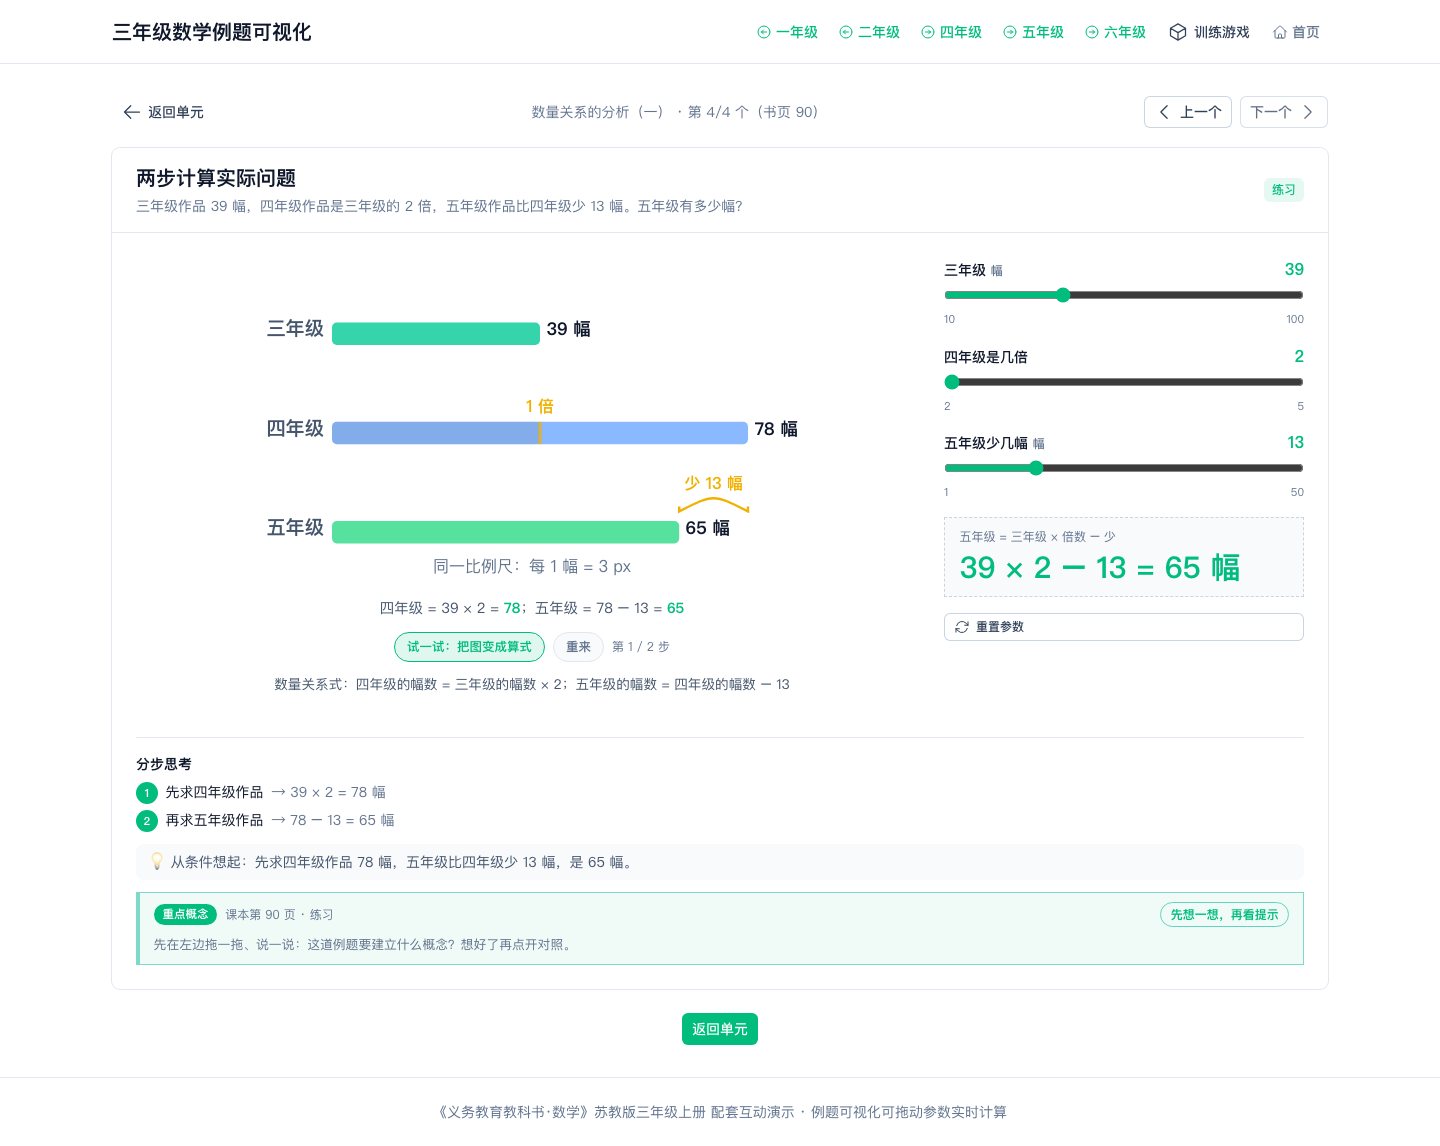 三年级数学例题可视化
一年级 二年级 四年级 五年级 六年级 训练游戏 首页
返回单元
数量关系的分析（一） · 第 4/4 个（书页 90）
上一个 下一个
两步计算实际问题
三年级作品 39 幅，四年级作品是三年级的 2 倍，五年级作品比四年级少 13 幅。五年级有多少幅？
练习
三年级 39 幅
1 倍
四年级 78 幅
少 13 幅
五年级 65 幅
同一比例尺：每 1 幅 = 3 px
四年级 = 39 × 2 = 78；五年级 = 78 − 13 = 65
试一试：把图变成算式 重来 第 1 / 2 步
数量关系式：四年级的幅数 = 三年级的幅数 × 2；五年级的幅数 = 四年级的幅数 − 13
三年级 幅 39
10 100
四年级是几倍 2
2 5
五年级少几幅 幅 13
1 50
五年级 = 三年级 × 倍数 − 少
39 × 2 − 13 = 65 幅
重置参数
分步思考
1 先求四年级作品 → 39 × 2 = 78 幅
2 再求五年级作品 → 78 − 13 = 65 幅
💡 从条件想起：先求四年级作品 78 幅，五年级比四年级少 13 幅，是 65 幅。
重点概念 课本第 90 页 · 练习
先想一想，再看提示
先在左边拖一拖、说一说：这道例题要建立什么概念？想好了再点开对照。
返回单元
《义务教育教科书·数学》苏教版三年级上册 配套互动演示 · 例题可视化可拖动参数实时计算